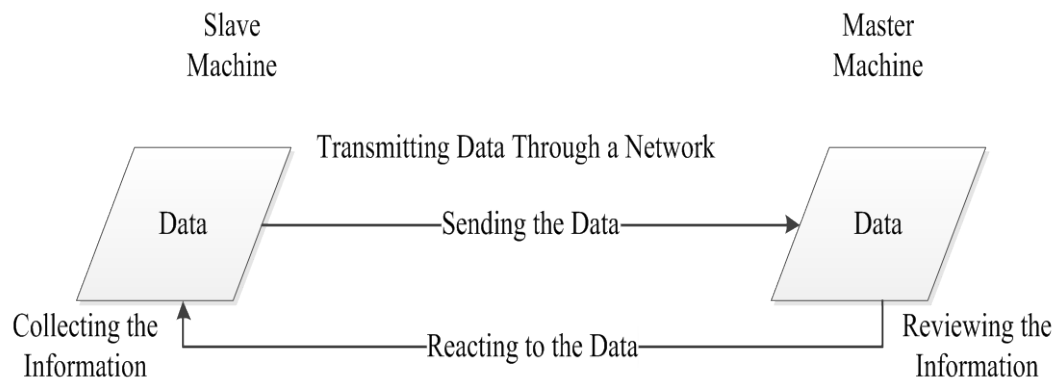 Slave
Machine
Master
Machine
Transmitting Data Through a Network
Data
Sending the Data
Data
Collecting the
Information
Reacting to the Data
Reviewing the
Information